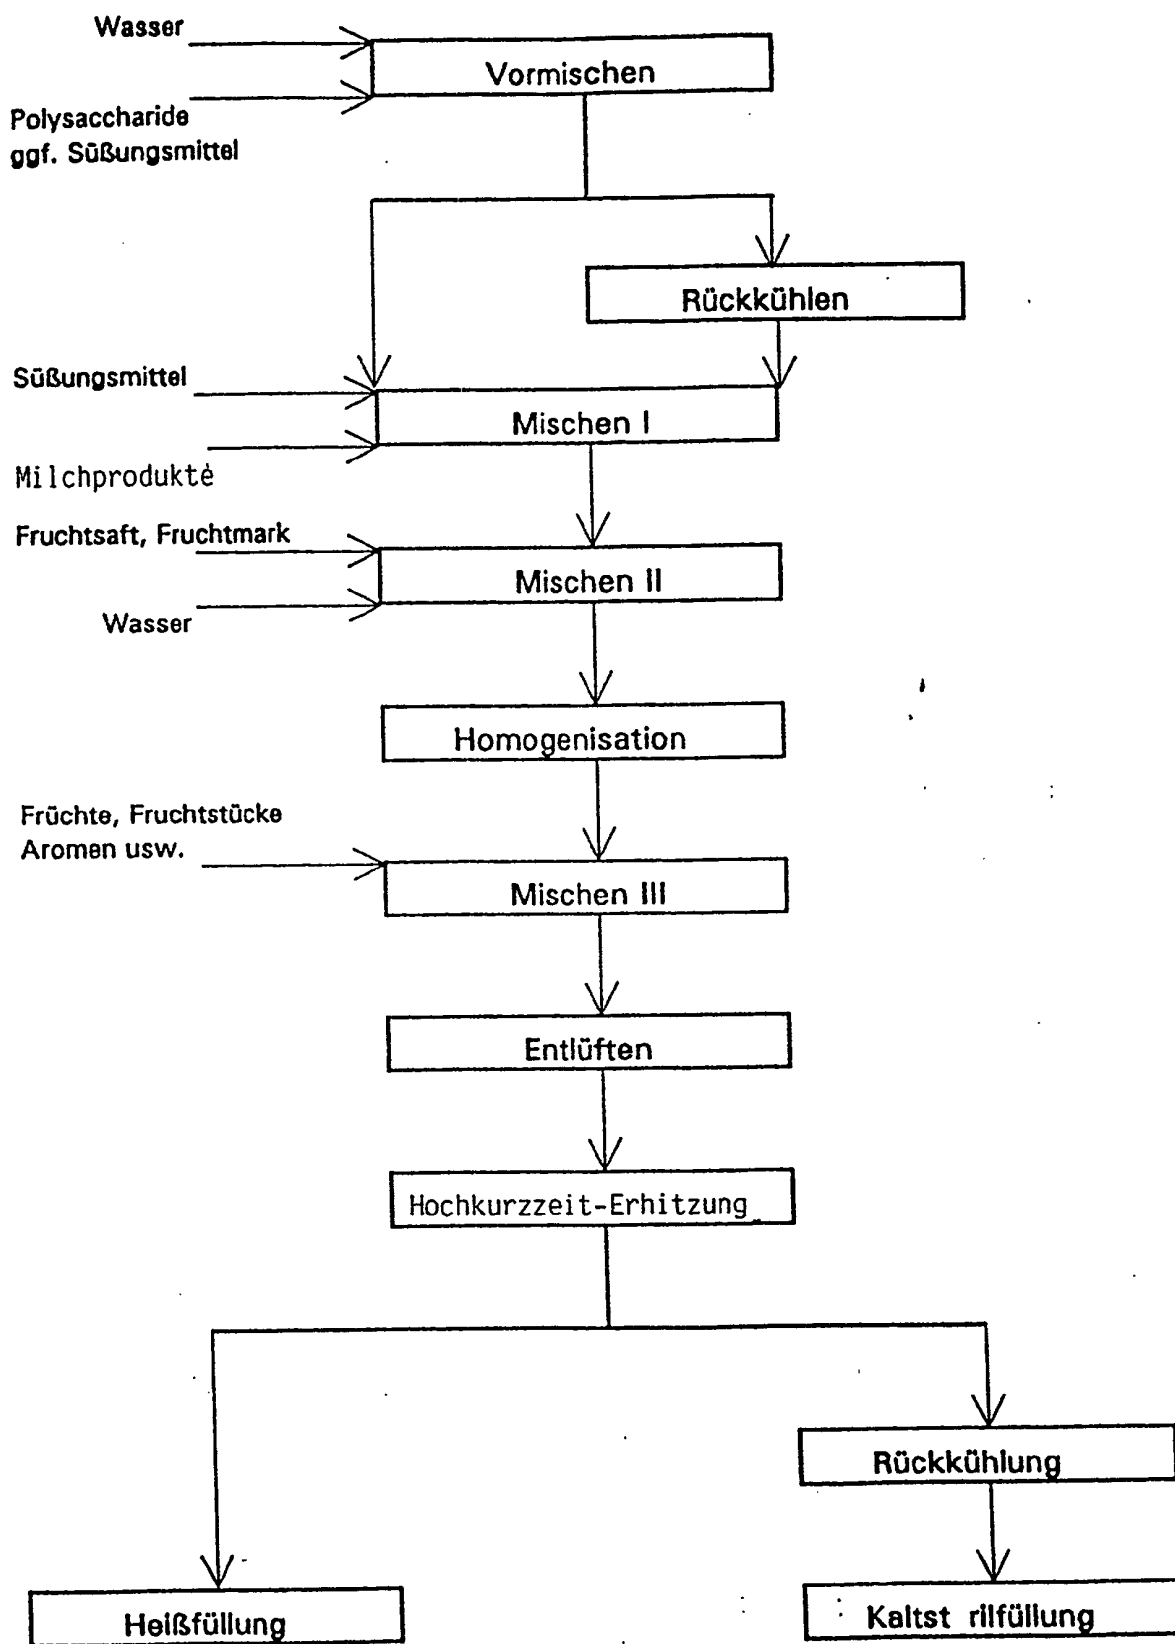 Wasser
Vormischen
Polysaccharide
ggf. Süßungsmittel
Rückkühlen
Süßungsmittel
Mischen I
Milchprodukte
Fruchtsaft, Fruchtmark
Mischen II
Wasser
Homogenisation
Früchte, Fruchtstücke
Aromen usw.
Mischen III
Entlüften
Hochkurzzeit-Erhitzung
Rückkühlung
Heißfüllung
Kaltst rilfüllung